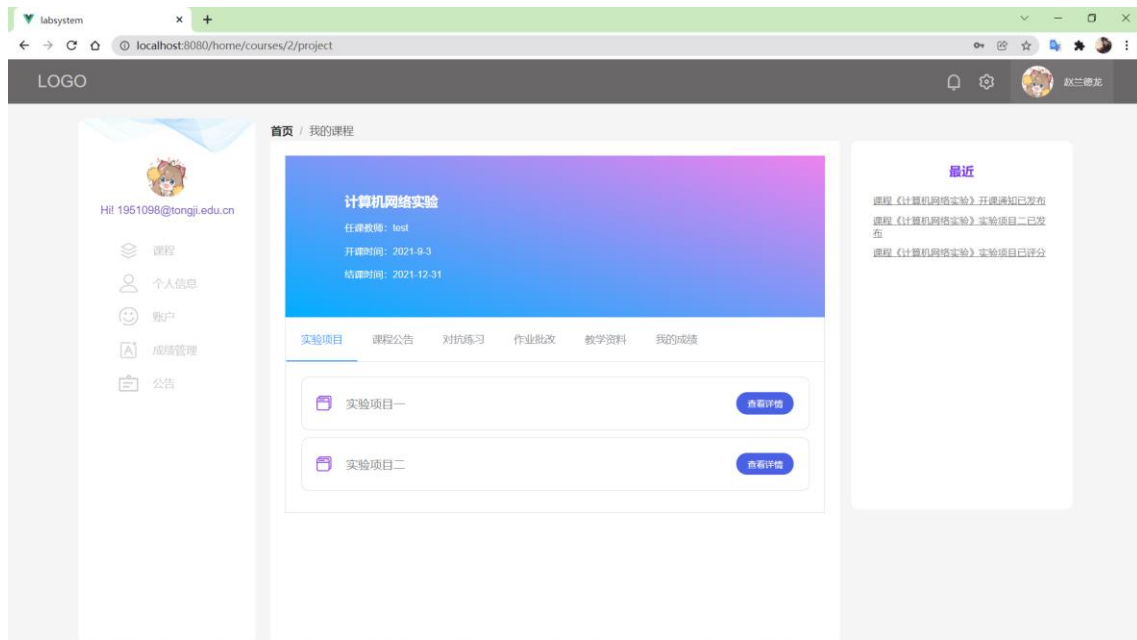 labsystem
localhost:8080/home/courses/2/project
LOGO
赵兰德龙
首页 / 我的课程
Hi! 1951098@tongji.edu.cn
课程
个人信息
账户
成绩管理
公告
计算机网络实验
任课教师：test
开课时间：2021-9-3
结课时间：2021-12-31
实验项目 课程公告 对抗练习 作业批改 教学资料 我的成绩
实验项目一 查看详情
实验项目二 查看详情
最近
课程《计算机网络实验》开课通知已发布
课程《计算机网络实验》实验项目二已发
布
课程《计算机网络实验》实验项目已评分